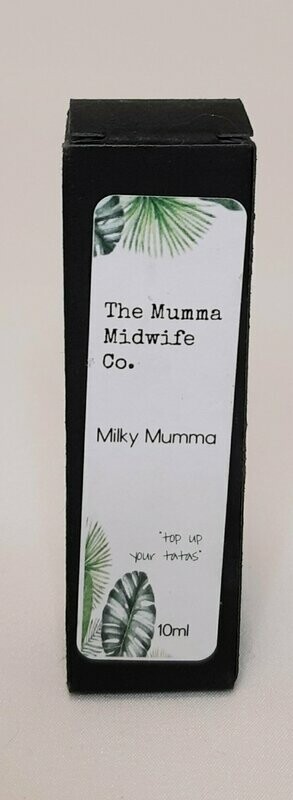 The Mumma
Midwife
Co.
Milky Mumma
"top up
your tatas"
10ml